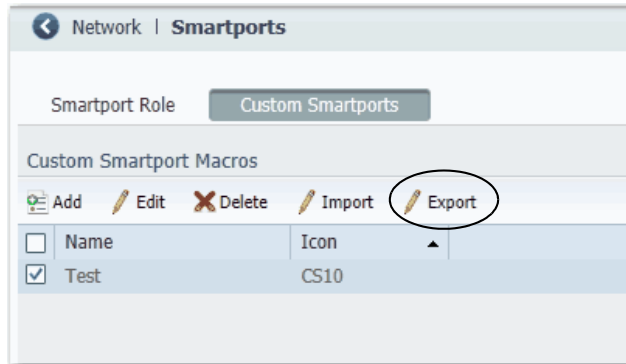 Network | Smartports
Smartport Role Custom Smartports
Custom Smartport Macros
Add Edit Delete Import Export
Name Icon
Test CS10